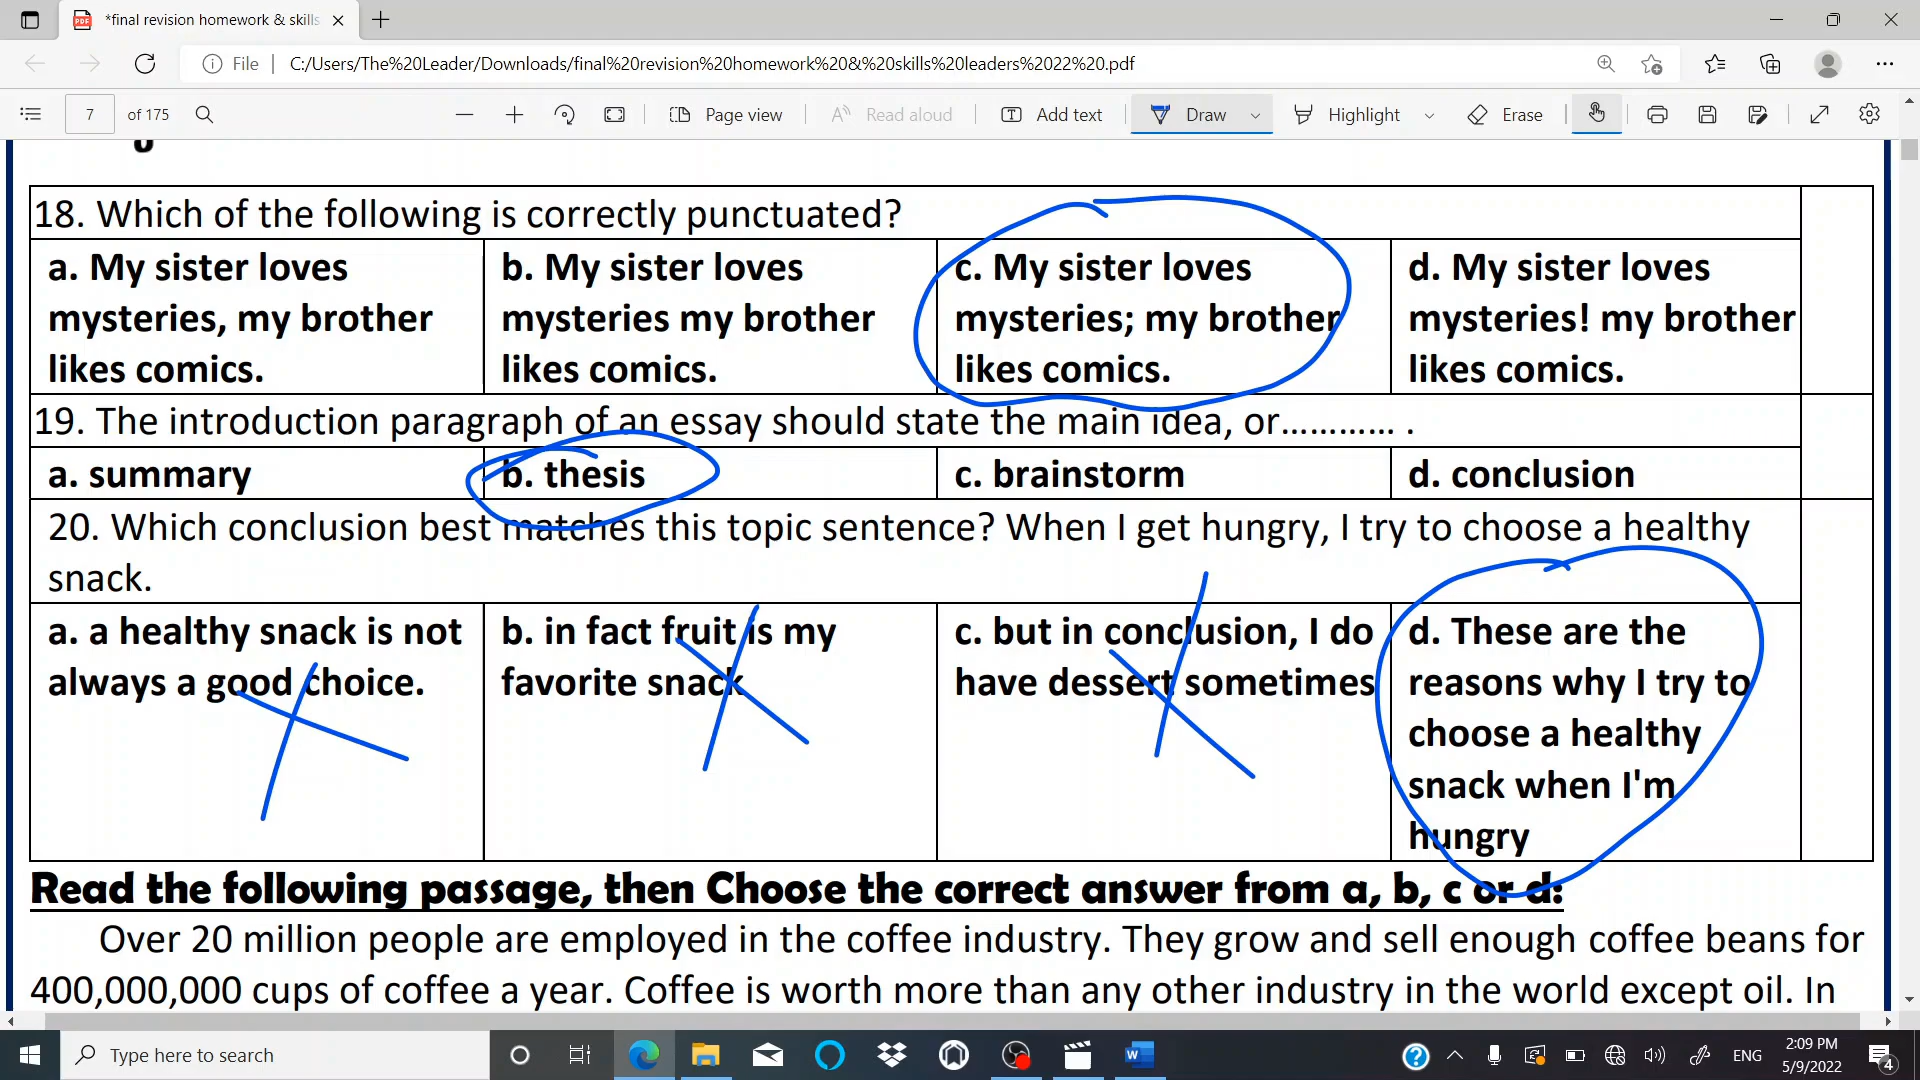 *final revision homework & skills
File
C:/Users/The%20Leader/Downloads/final%20revision%20homework%20&%20skills%20leaders%2022%20.pdf
7 of 175
Page view
Read aloud
Add text
Draw
Highlight
Erase
18. Which of the following is correctly punctuated?
a. My sister loves mysteries, my brother likes comics.
b. My sister loves mysteries my brother likes comics.
c. My sister loves mysteries; my brother likes comics.
d. My sister loves mysteries! my brother likes comics.
19. The introduction paragraph of an essay should state the main idea, or............ .
a. summary
b. thesis
c. brainstorm
d. conclusion
20. Which conclusion best matches this topic sentence? When I get hungry, I try to choose a healthy
snack.
a. a healthy snack is not always a good choice.
b. in fact fruit is my favorite snack
c. but in conclusion, I do have dessert sometimes
d. These are the reasons why I try to choose a healthy snack when I'm hungry
Read the following passage, then Choose the correct answer from a, b, c or d:
Over 20 million people are employed in the coffee industry. They grow and sell enough coffee beans for
400,000,000 cups of coffee a year. Coffee is worth more than any other industry in the world except oil. In
Type here to search
ENG
2:09 PM
5/9/2022
4